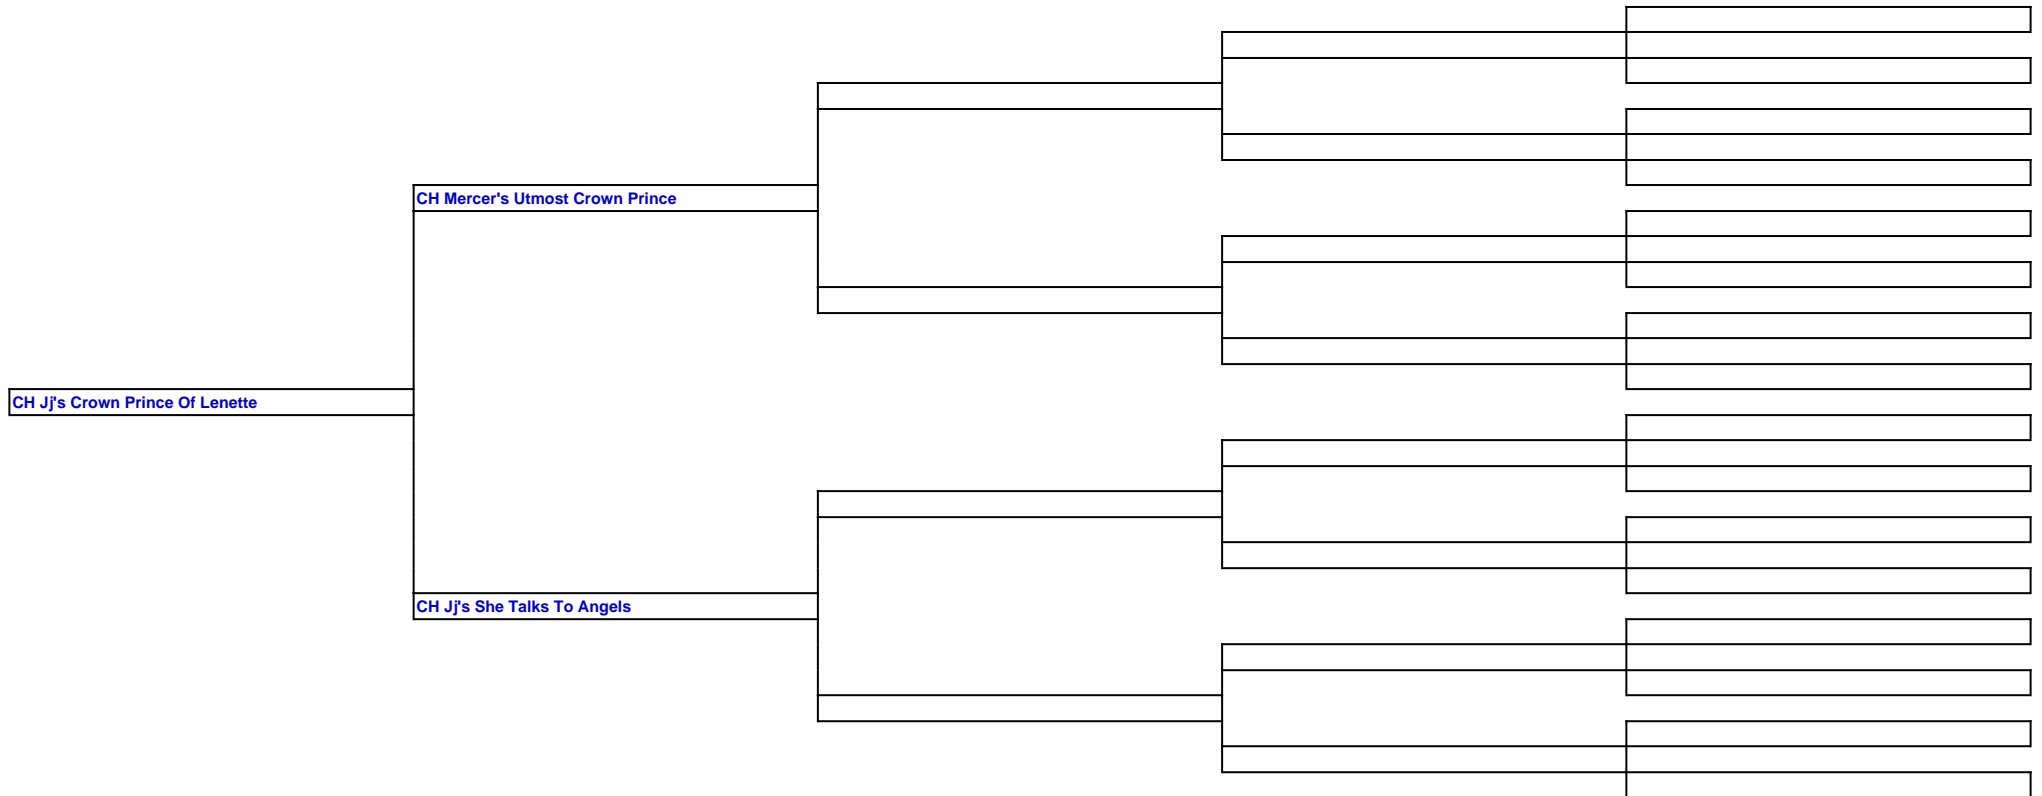 CH Mercer's Utmost Crown Prince
CH Jj's Crown Prince Of Lenette
CH Jj's She Talks To Angels